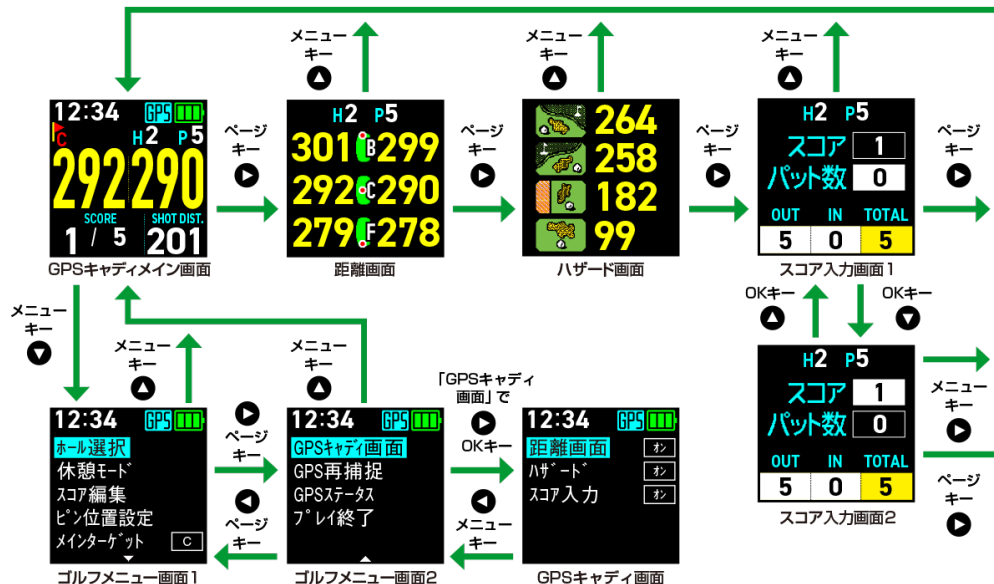 メニュー
キー
メニュー
キー
メニュー
キー
12:34 GPS
C H2 P5
292 290
SCORE SHOT DIST.
1 / 5 201
GPSキャディメイン画面
ページ
キー
H2 P5
301 B 299
292 C 290
279 F 278
距離画面
ページ
キー
264
258
182
99
ハザード画面
ページ
キー
H2 P5
スコア 1
パット数 0
OUT IN TOTAL
5 0 5
スコア入力画面1
ページ
キー
メニュー
キー
メニュー
キー
メニュー
キー
「GPSキャディ
画面」で
OKキー
OKキー
OKキー
12:34 GPS
ホール選択
休憩モード
スコア編集
ピン位置設定
メインターゲット C
ゴルフメニュー画面1
ページ
キー
ページ
キー
12:34 GPS
GPSキャディ画面
GPS再捕捉
GPSステータス
プレイ終了
ゴルフメニュー画面2
メニュー
キー
12:34 GPS
距離画面 オン
ハザード オン
スコア入力 オン
GPSキャディ画面
H2 P5
スコア 1
パット数 0
OUT IN TOTAL
5 0 5
スコア入力画面2
メニュー
キー
ページ
キー